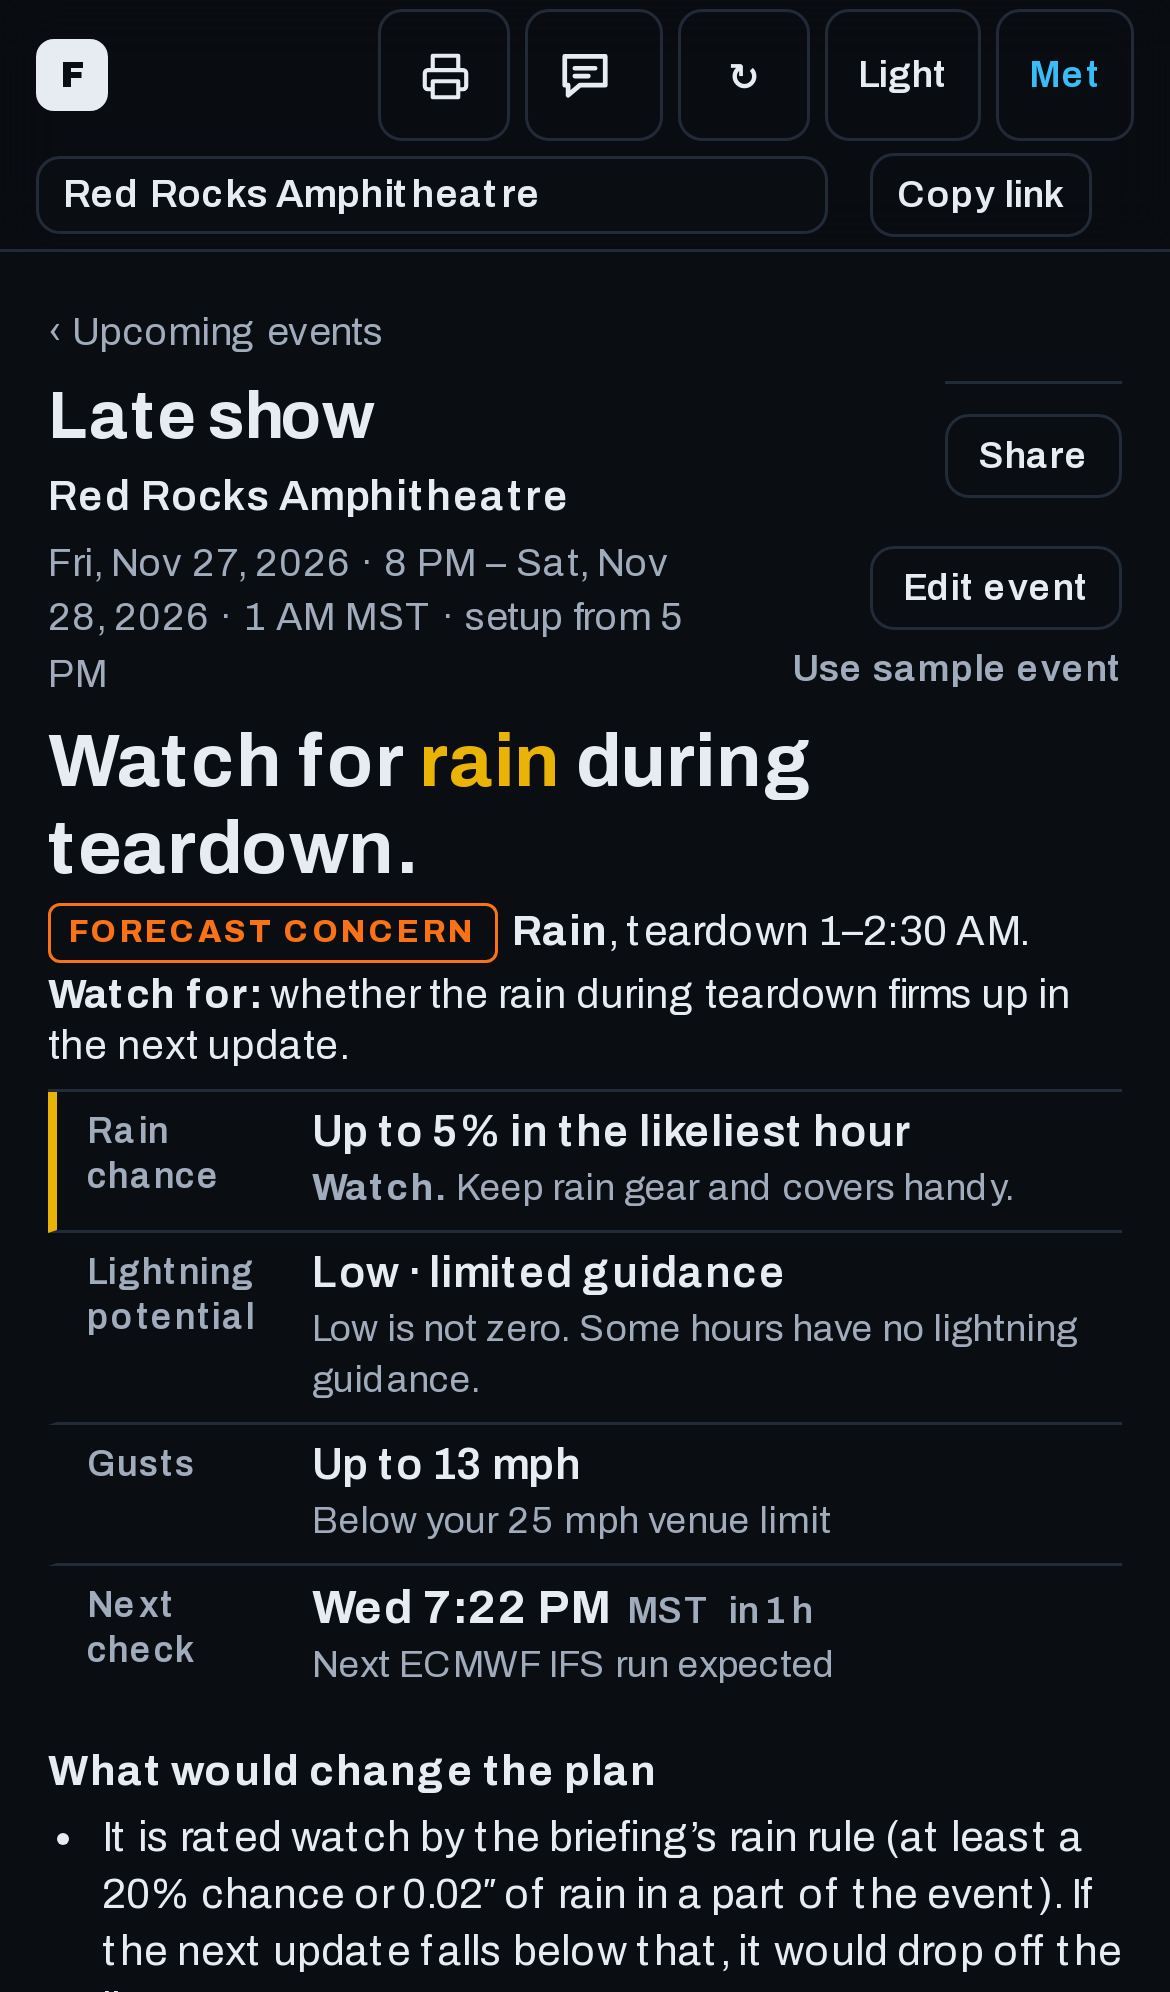 F
Light
Met
Red Rocks Amphitheatre
Copy link
‹ Upcoming events
Late show
Share
Red Rocks Amphitheatre
Fri, Nov 27, 2026 · 8 PM – Sat, Nov
28, 2026 · 1 AM MST · setup from 5
PM
Edit event
Use sample event
Watch for rain during
teardown.
FORECAST CONCERN Rain, teardown 1–2:30 AM.
Watch for: whether the rain during teardown firms up in
the next update.
Rain
chance
Up to 5% in the likeliest hour
Watch. Keep rain gear and covers handy.
Lightning
potential
Low · limited guidance
Low is not zero. Some hours have no lightning
guidance.
Gusts
Up to 13 mph
Below your 25 mph venue limit
Next
check
Wed 7:22 PM MST in 1 h
Next ECMWF IFS run expected
What would change the plan
• It is rated watch by the briefing’s rain rule (at least a
20% chance or 0.02″ of rain in a part of the event). If
the next update falls below that, it would drop off the